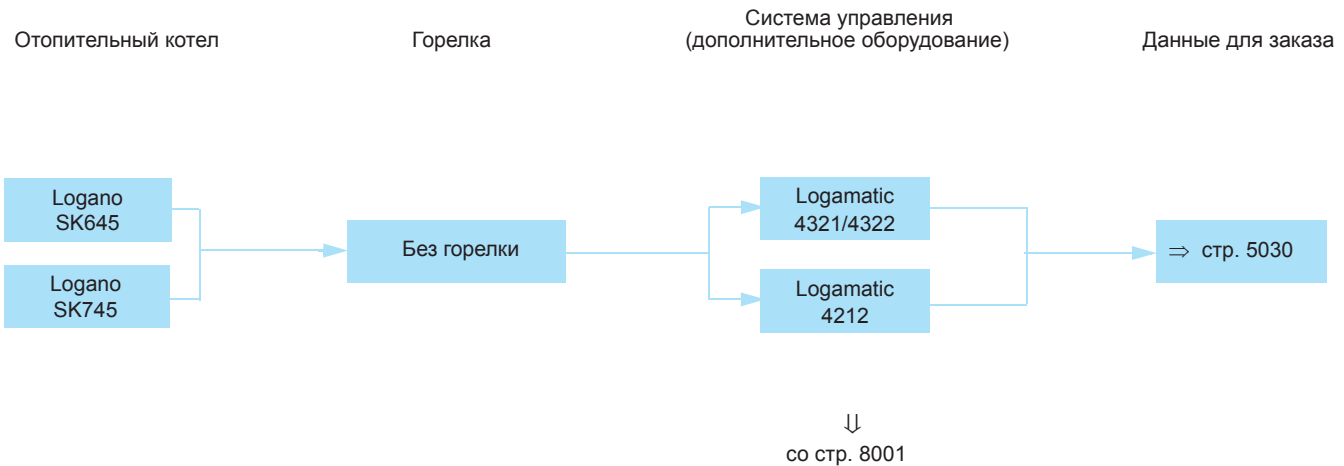 Отопительный котел
Горелка
Система управления
(дополнительное оборудование)
Данные для заказа
Logano
SK645
Logano
SK745
Без горелки
Logamatic
4321/4322
Logamatic
4212
⇒ стр. 5030
⇓
со стр. 8001